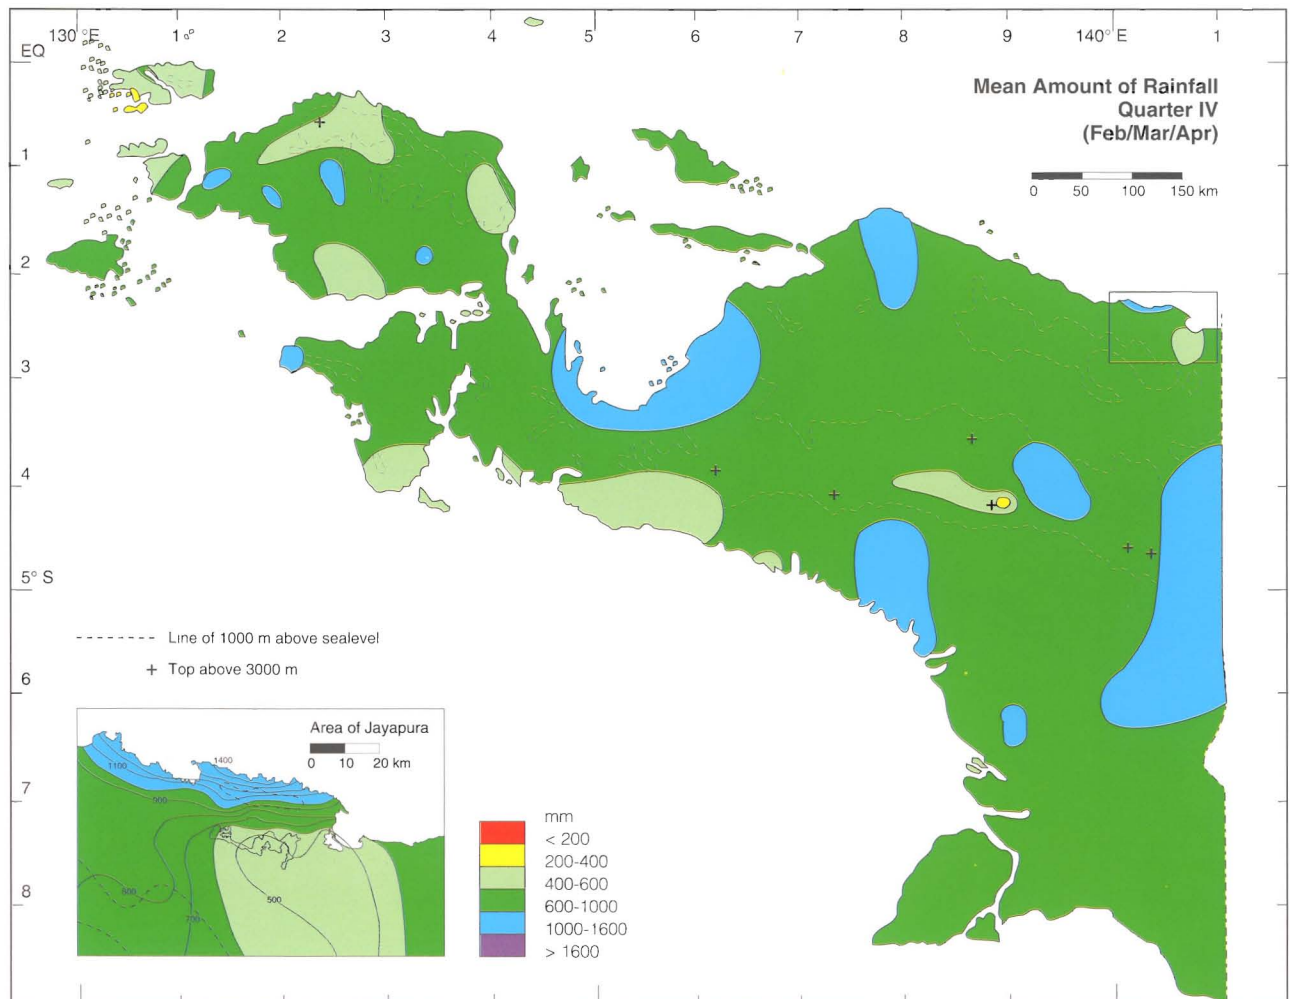 130° E 1° 2 3 4 5 6 7 8 9 140° E 1
EQ
Mean Amount of Rainfall
Quarter IV
(Feb/Mar/Apr)
0 50 100 150 km
1
2
3
4
5° S
6
7
8
Line of 1000 m above sealevel
+ Top above 3000 m
Area of Jayapura
0 10 20 km
1400
1100
900
500
700
mm
< 200
200-400
400-600
600-1000
1000-1600
> 1600